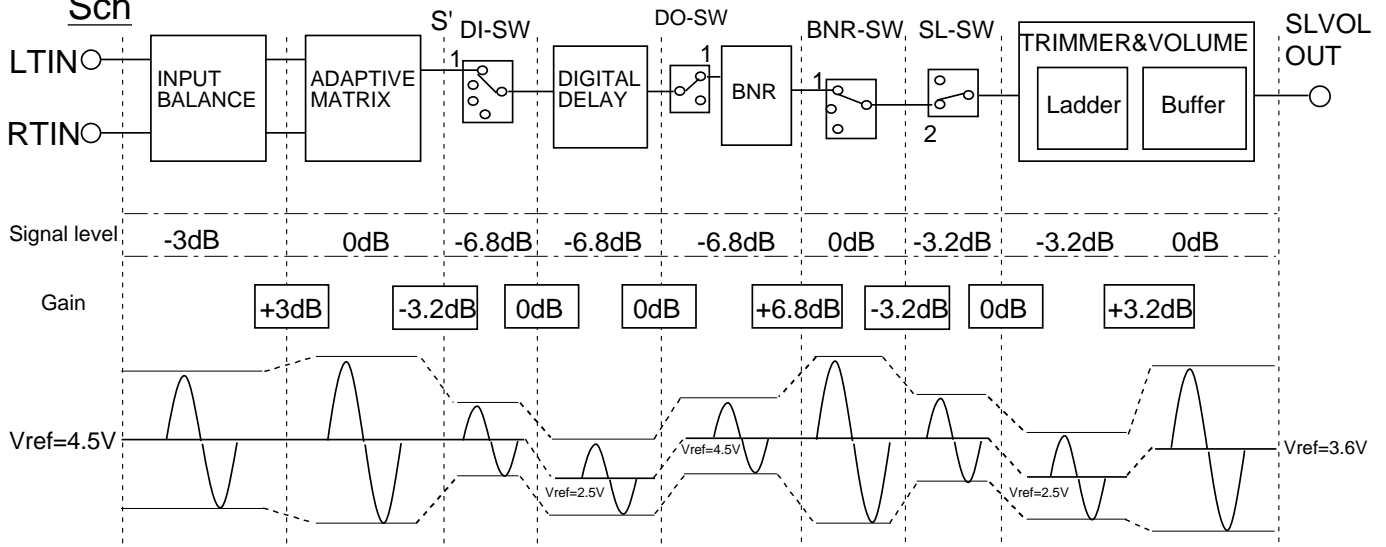 Sch
LTIN
RTIN
INPUT
BALANCE
ADAPTIVE
MATRIX
S'
DI-SW
1
DIGITAL
DELAY
DO-SW
1
BNR
BNR-SW
1
SL-SW
2
TRIMMER&VOLUME
Ladder
Buffer
SLVOL
OUT
Signal level
-3dB
0dB
-6.8dB
-6.8dB
-6.8dB
0dB
-3.2dB
-3.2dB
0dB
Gain
+3dB
-3.2dB
0dB
0dB
+6.8dB
-3.2dB
0dB
+3.2dB
Vref=4.5V
Vref=2.5V
Vref=4.5V
Vref=2.5V
Vref=3.6V